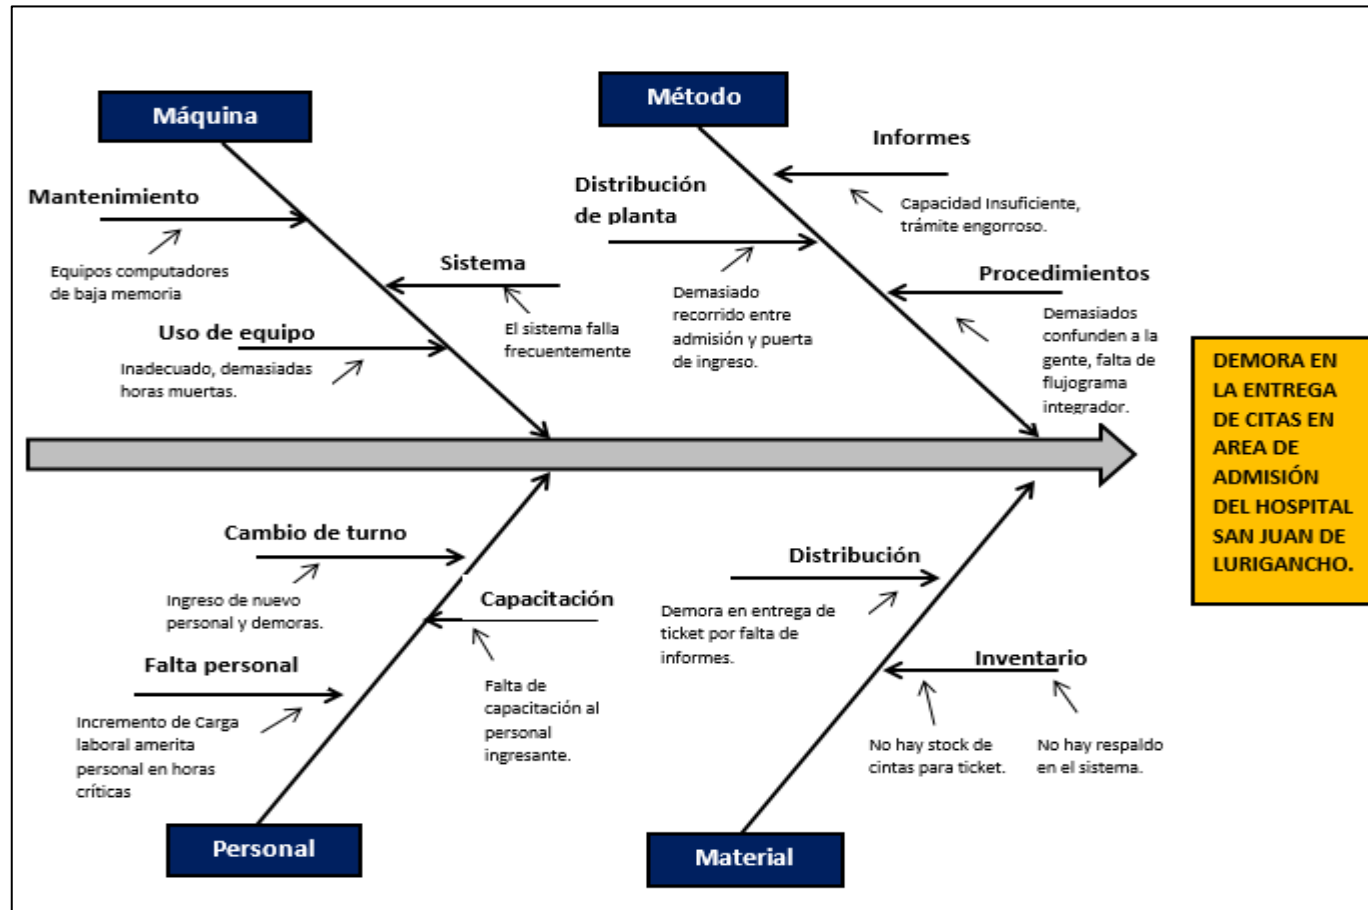 Máquina
Mantenimiento
Equipos computadores
de baja memoria
Sistema
El sistema falla
frecuentemente
Uso de equipo
Inadecuado, demasiadas
horas muertas.
Método
Informes
Capacidad Insuficiente,
trámite engorroso.
Distribución
de planta
Demasiado
recorrido entre
admisión y puerta
de ingreso.
Procedimientos
Demasiados
confunden a la
gente, falta de
flujograma
integrador.
DEMORA EN
LA ENTREGA
DE CITAS EN
AREA DE
ADMISIÓN
DEL HOSPITAL
SAN JUAN DE
LURIGANCHO.
Cambio de turno
Ingreso de nuevo
personal y demoras.
Capacitación
Falta de
capacitación al
personal
ingresante.
Falta personal
Incremento de Carga
laboral amerita
personal en horas
críticas
Personal
Distribución
Demora en entrega de
ticket por falta de
informes.
Inventario
No hay stock de
cintas para ticket.
No hay respaldo
en el sistema.
Material